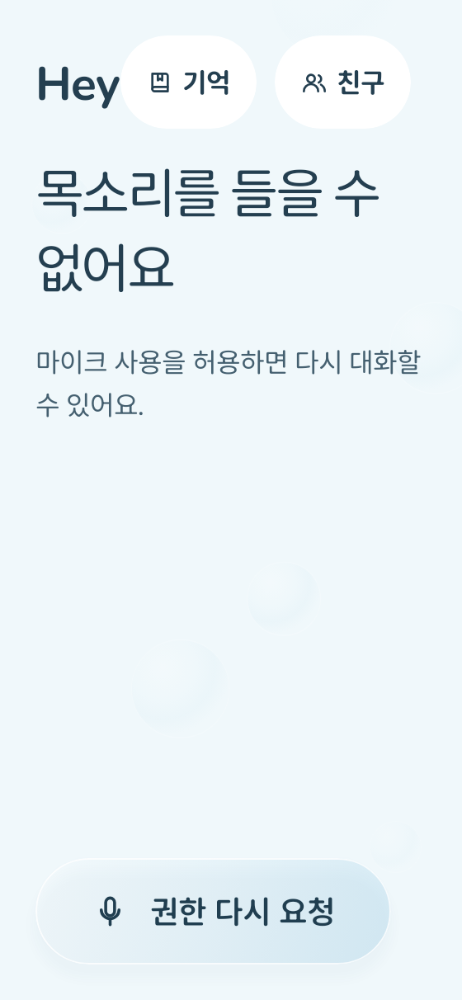 Hey 기억 친구
목소리를 들을 수
없어요
마이크 사용을 허용하면 다시 대화할
수 있어요.
권한 다시 요청